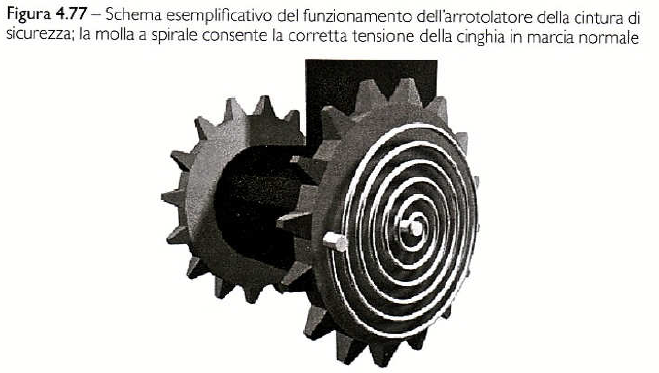 Figura 4.77 – Schema esemplificativo del funzionamento dell'arrotolatore della cintura di
sicurezza; la molla a spirale consente la corretta tensione della cinghia in marcia normale